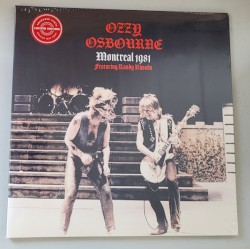 OZZY
OSBOURNE
Montreal 1981
Featuring Randy Rhoads